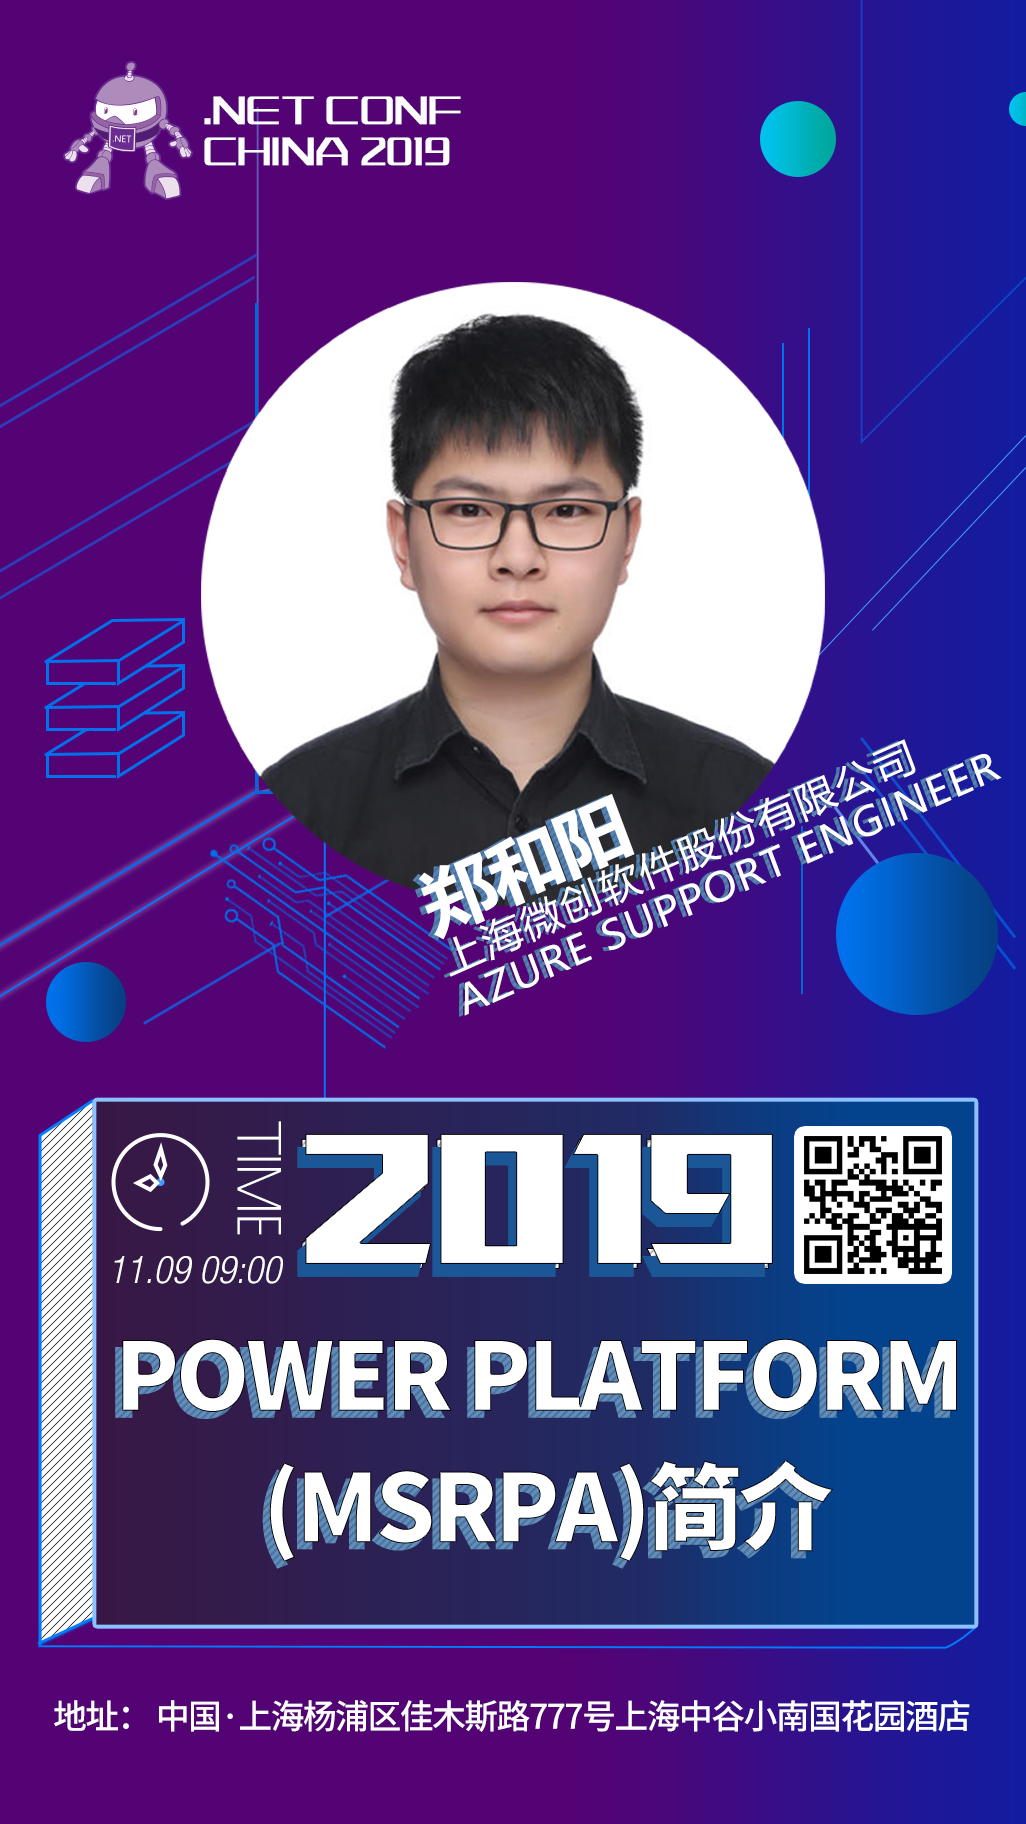 .NET
.NET CONF
CHINA 2019
郑和阳
上海微创软件股份有限公司
AZURE SUPPORT ENGINEER
TIME
2019
11.09 09:00
POWER PLATFORM
(MSRPA)简介
地址： 中国·上海杨浦区佳木斯路777号上海中谷小南国花园酒店